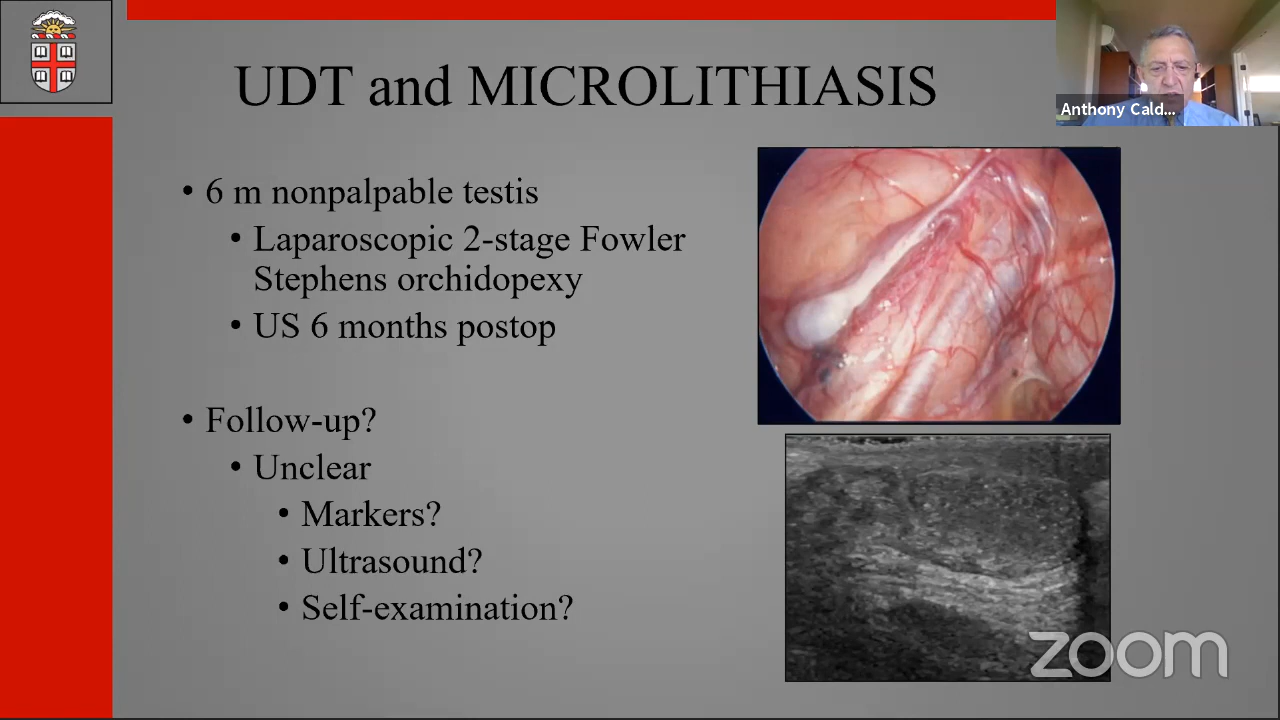 UDT and MICROLITHIASIS
Anthony Cald...
• 6 m nonpalpable testis
• Laparoscopic 2-stage Fowler
Stephens orchidopexy
• US 6 months postop
• Follow-up?
• Unclear
• Markers?
• Ultrasound?
• Self-examination?
zoom